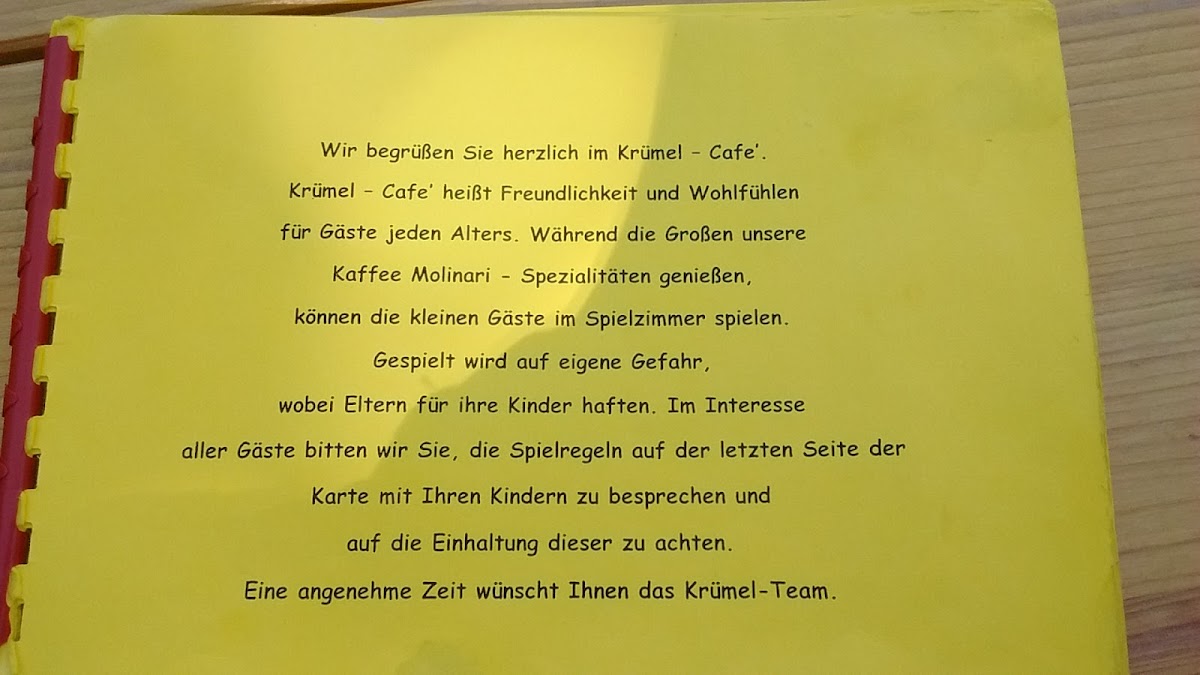 Wir begrüßen Sie herzlich im Krümel - Cafe'.
Krümel - Cafe' heißt Freundlichkeit und Wohlfühlen
für Gäste jeden Alters. Während die Großen unsere
Kaffee Molinari - Spezialitäten genießen,
können die kleinen Gäste im Spielzimmer spielen.
Gespielt wird auf eigene Gefahr,
wobei Eltern für ihre Kinder haften. Im Interesse
aller Gäste bitten wir Sie, die Spielregeln auf der letzten Seite der
Karte mit Ihren Kindern zu besprechen und
auf die Einhaltung dieser zu achten.
Eine angenehme Zeit wünscht Ihnen das Krümel-Team.